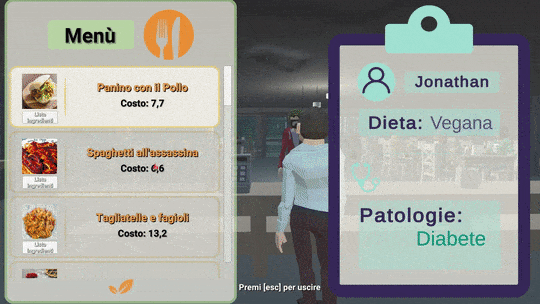 Menù
Panino con il Pollo
Costo: 7,7
Lista
Ingredienti
Spaghetti all'assassina
Costo: 6,6
Lista
Ingredienti
Tagliatelle e fagioli
Costo: 13,2
Lista
Ingredienti
Premi [esc] per uscire
Jonathan
Dieta: Vegana
Patologie:
Diabete